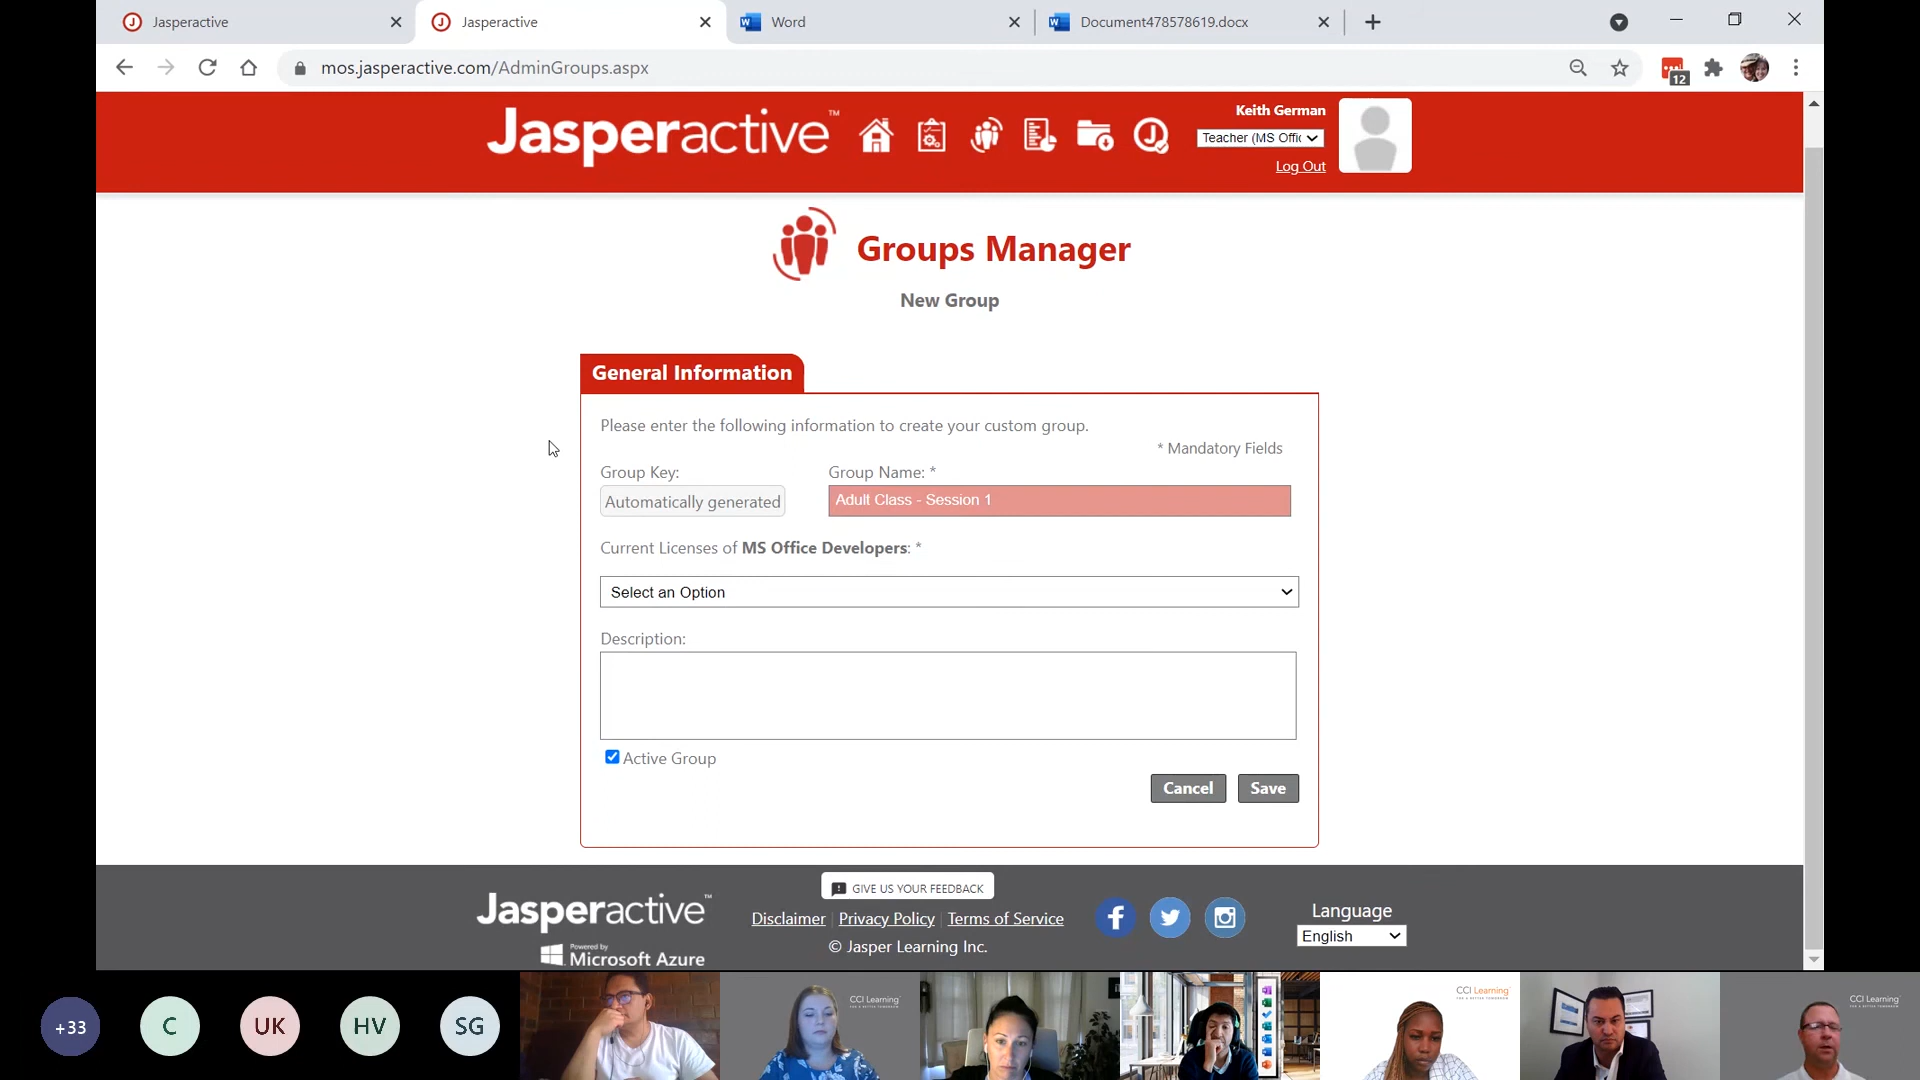 Jasperactive
Jasperactive
Word
Document478578619.docx
mos.jasperactive.com/AdminGroups.aspx
12
Jasperactive™
Keith German
Teacher (MS Offic
Log Out
Groups Manager
New Group
General Information
Please enter the following information to create your custom group.
* Mandatory Fields
Group Key:
Group Name: *
Automatically generated
Adult Class - Session 1
Current Licenses of MS Office Developers: *
Select an Option
Description:
Active Group
Cancel
Save
GIVE US YOUR FEEDBACK
Jasperactive™
Powered by
Microsoft Azure
Disclaimer | Privacy Policy | Terms of Service
© Jasper Learning Inc.
Language
English
+33
C
UK
HV
SG
CCI Learning
CCI Learning
CCI Learning